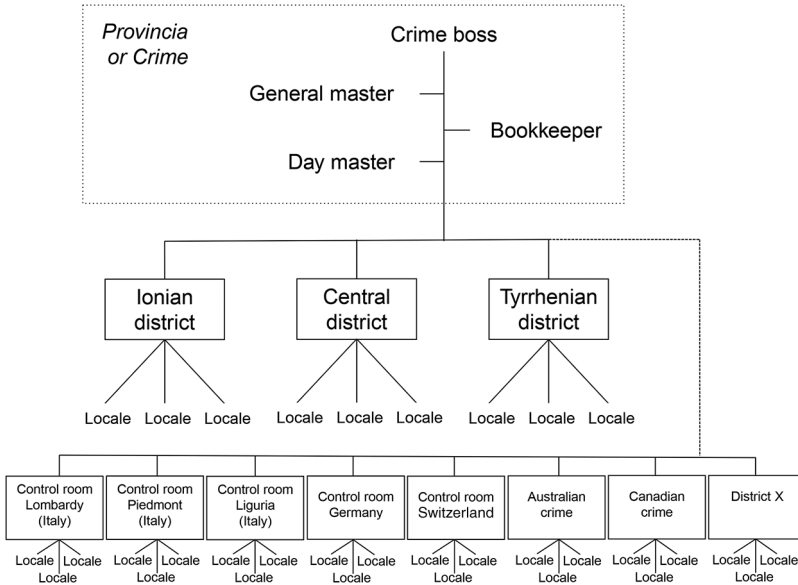 Provincia
or Crime
Crime boss
General master
Bookkeeper
Day master
Ionian
district
Central
district
Tyrrhenian
district
Locale Locale Locale
Locale Locale Locale
Locale Locale Locale
Control room
Lombardy
(Italy)
Control room
Piedmont
(Italy)
Control room
Liguria
(Italy)
Control room
Germany
Control room
Switzerland
Australian
crime
Canadian
crime
District X
Locale Locale
Locale
Locale Locale
Locale
Locale Locale
Locale
Locale Locale
Locale
Locale Locale
Locale
Locale Locale
Locale
Locale Locale
Locale
Locale Locale
Locale